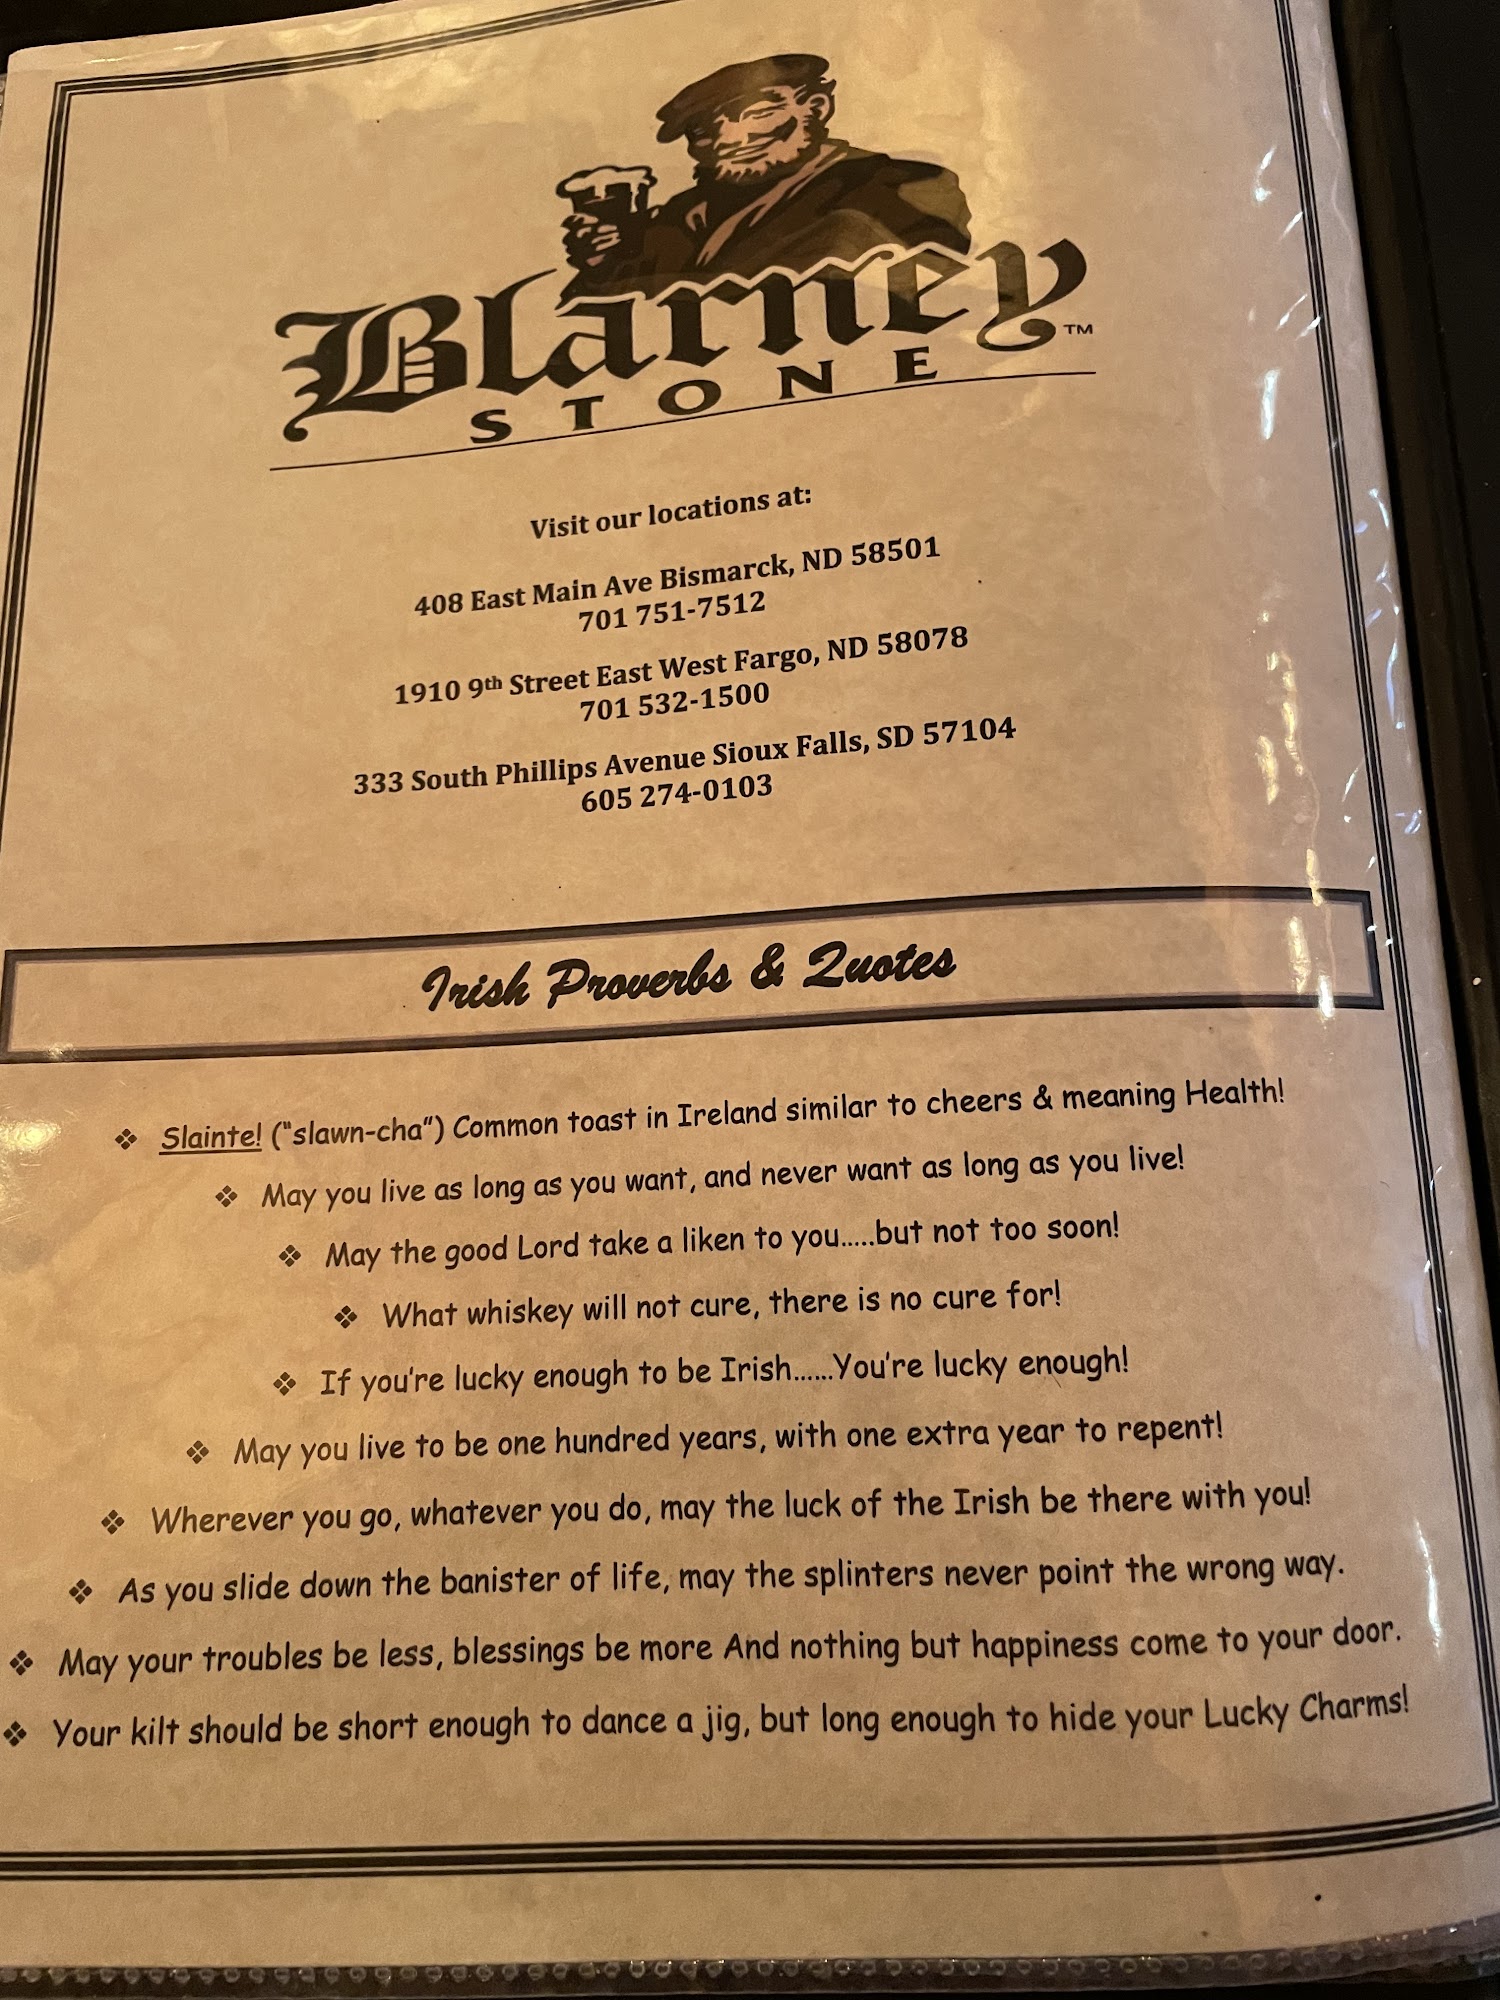 Blarney
STONE
TM
Visit our locations at:
408 East Main Ave Bismarck, ND 58501
701 751-7512
1910 9th Street East West Fargo, ND 58078
701 532-1500
333 South Phillips Avenue Sioux Falls, SD 57104
605 274-0103
Irish Proverbs & Quotes
❖ Slainte! ("slawn-cha") Common toast in Ireland similar to cheers & meaning Health!
❖ May you live as long as you want, and never want as long as you live!
❖ May the good Lord take a liken to you.....but not too soon!
❖ What whiskey will not cure, there is no cure for!
❖ If you're lucky enough to be Irish......You're lucky enough!
❖ May you live to be one hundred years, with one extra year to repent!
❖ Wherever you go, whatever you do, may the luck of the Irish be there with you!
❖ As you slide down the banister of life, may the splinters never point the wrong way.
❖ May your troubles be less, blessings be more And nothing but happiness come to your door.
❖ Your kilt should be short enough to dance a jig, but long enough to hide your Lucky Charms!